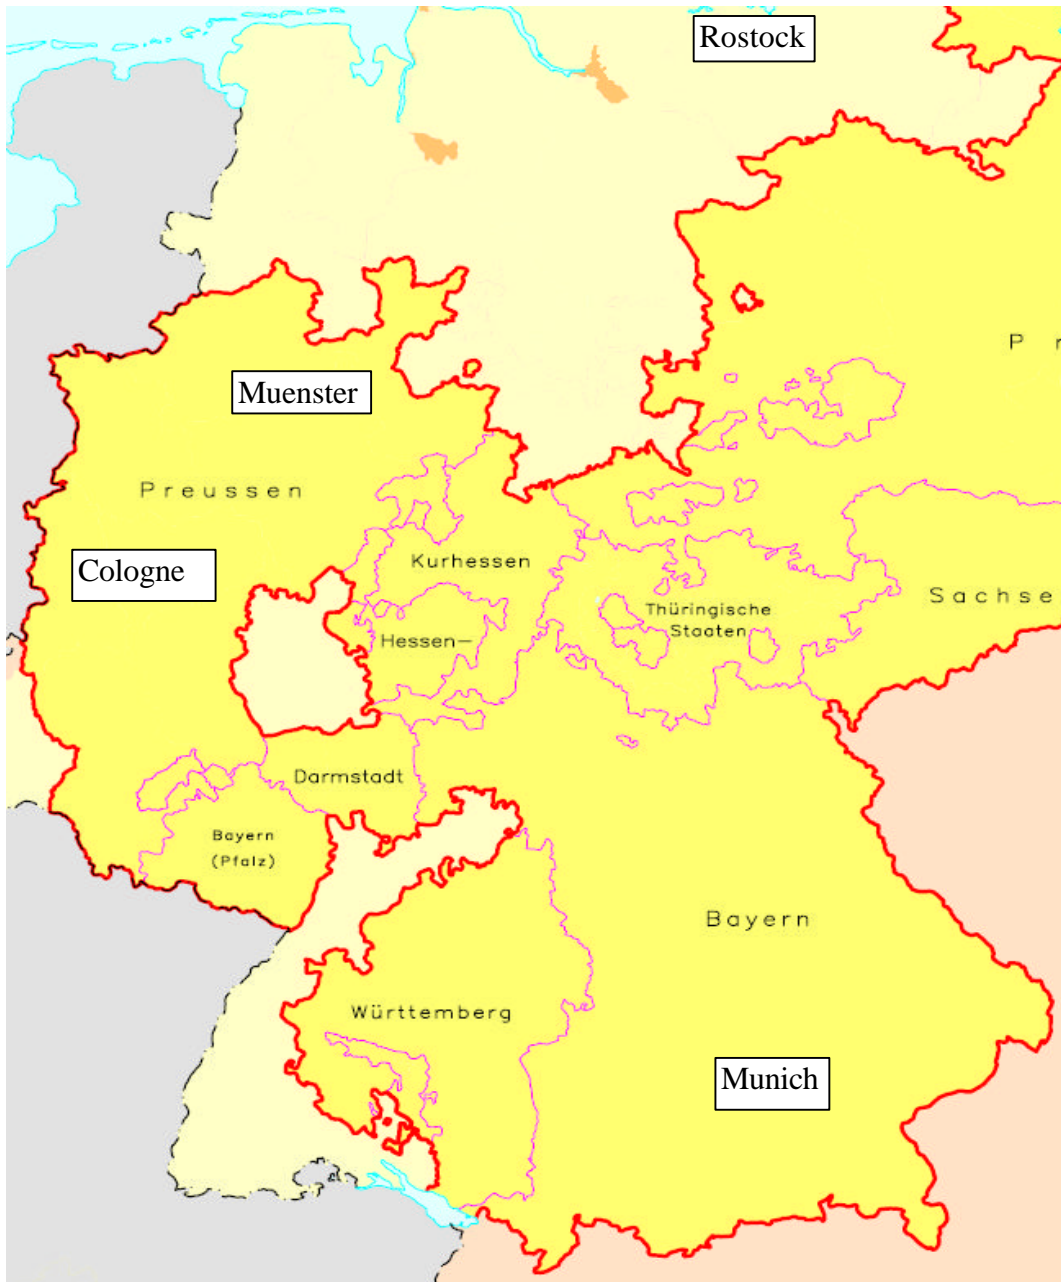 Rostock
P r
Muenster
Preussen
Kurhessen
Cologne
Sachse
Thüringische
Staaten
Hessen–
Darmstadt
Bayern
(Pfalz)
Bayern
Württemberg
Munich